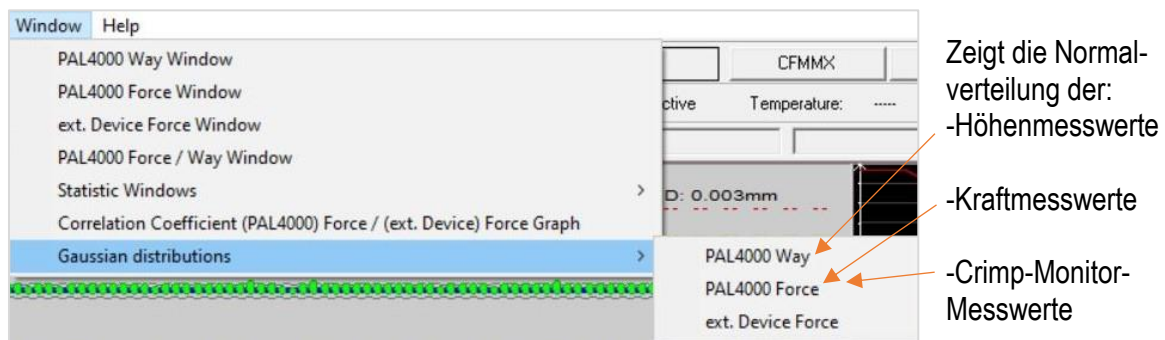 Window Help
PAL4000 Way Window
PAL4000 Force Window
ext. Device Force Window
PAL4000 Force / Way Window
Statistic Windows
Correlation Coefficient (PAL4000) Force / (ext. Device) Force Graph
Gaussian distributions
CFMMX
ctive Temperature: -----
D: 0.003mm
PAL4000 Way
PAL4000 Force
ext. Device Force
Zeigt die Normal-
verteilung der:
-Höhenmesswerte
-Kraftmesswerte
-Crimp-Monitor-
Messwerte